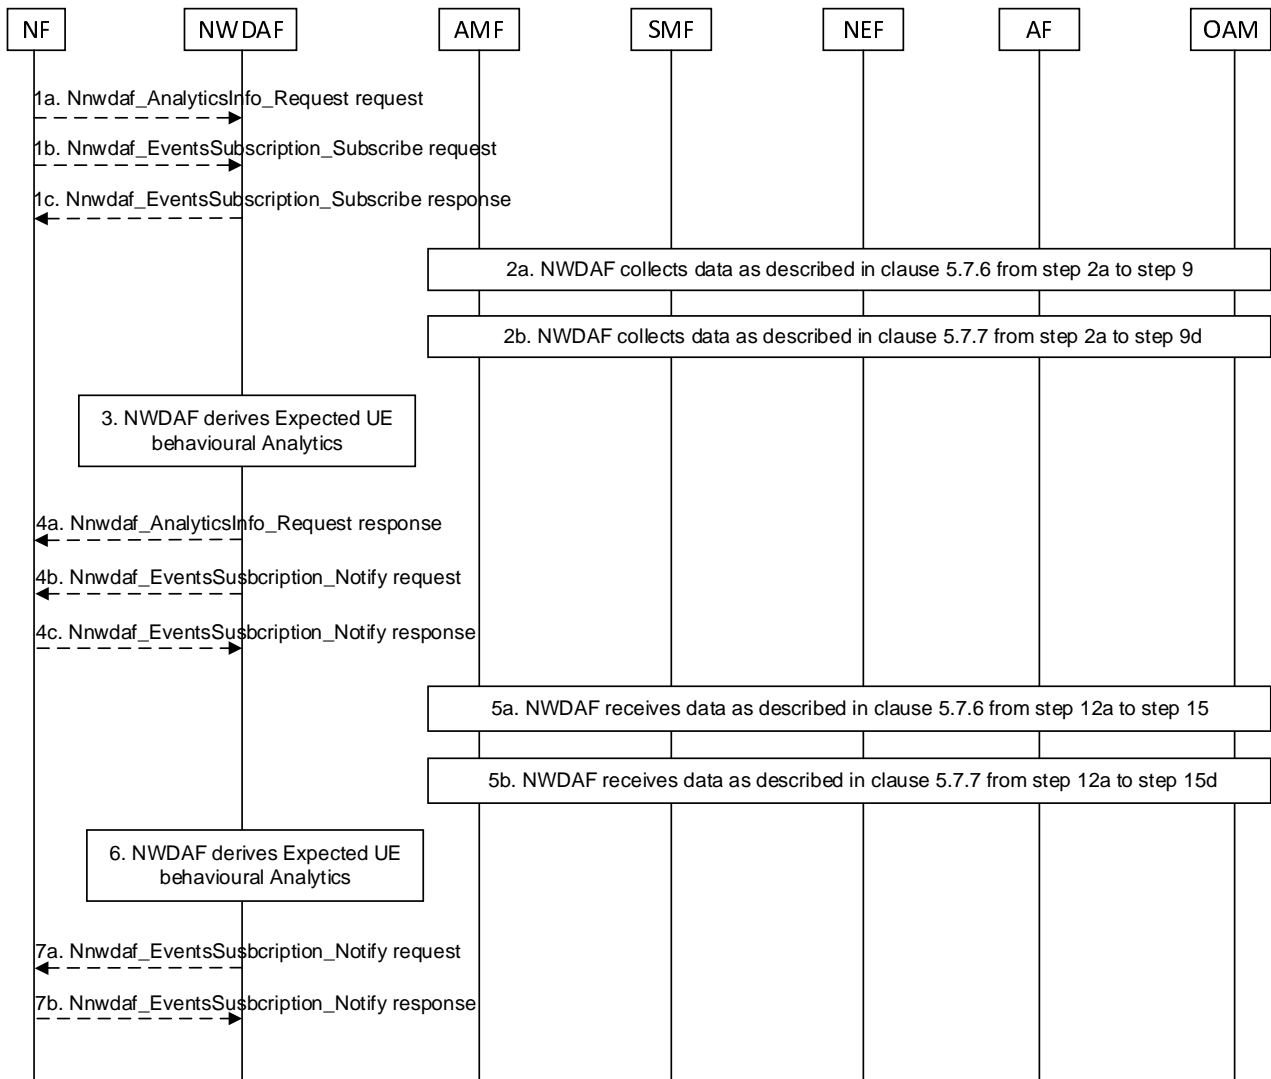 NF NWDAF AMF SMF NEF AF OAM
1a. Nnwdaf_AnalyticsInfo_Request request
1b. Nnwdaf_EventsSubscription_Subscribe request
1c. Nnwdaf_EventsSubscription_Subscribe response
2a. NWDAF collects data as described in clause 5.7.6 from step 2a to step 9
2b. NWDAF collects data as described in clause 5.7.7 from step 2a to step 9d
3. NWDAF derives Expected UE
behavioural Analytics
4a. Nnwdaf_AnalyticsInfo_Request response
4b. Nnwdaf_EventsSusbcription_Notify request
4c. Nnwdaf_EventsSusbcription_Notify response
5a. NWDAF receives data as described in clause 5.7.6 from step 12a to step 15
5b. NWDAF receives data as described in clause 5.7.7 from step 12a to step 15d
6. NWDAF derives Expected UE
behavioural Analytics
7a. Nnwdaf_EventsSusbcription_Notify request
7b. Nnwdaf_EventsSusbcription_Notify response